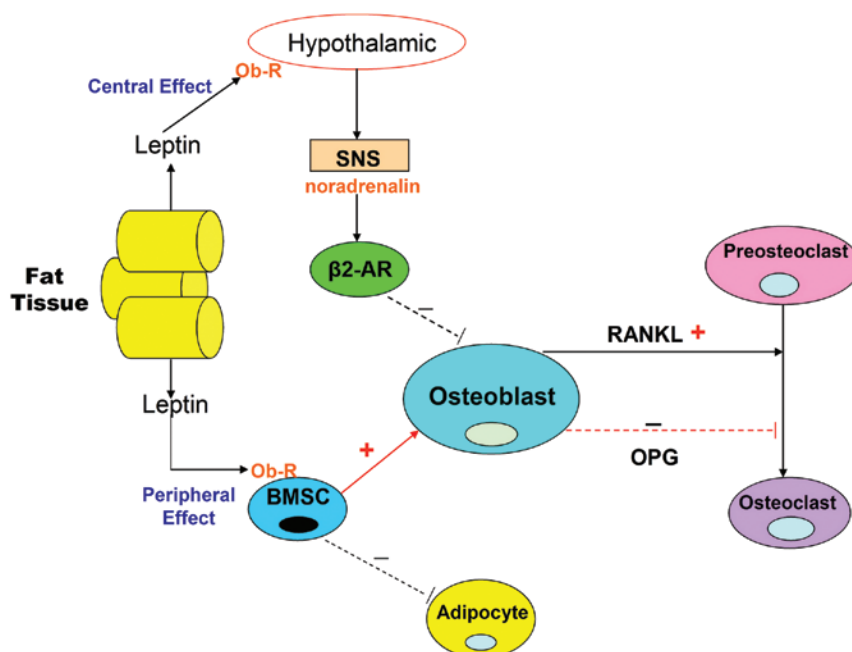 Hypothalamic
Ob-R
Central Effect
Leptin
SNS
noradrenalin
β2-AR
Fat
Tissue
Preosteoclast
–
RANKL +
Osteoblast
–
OPG
Leptin
+
Ob-R
BMSC
Peripheral
Effect
Osteoclast
–
Adipocyte